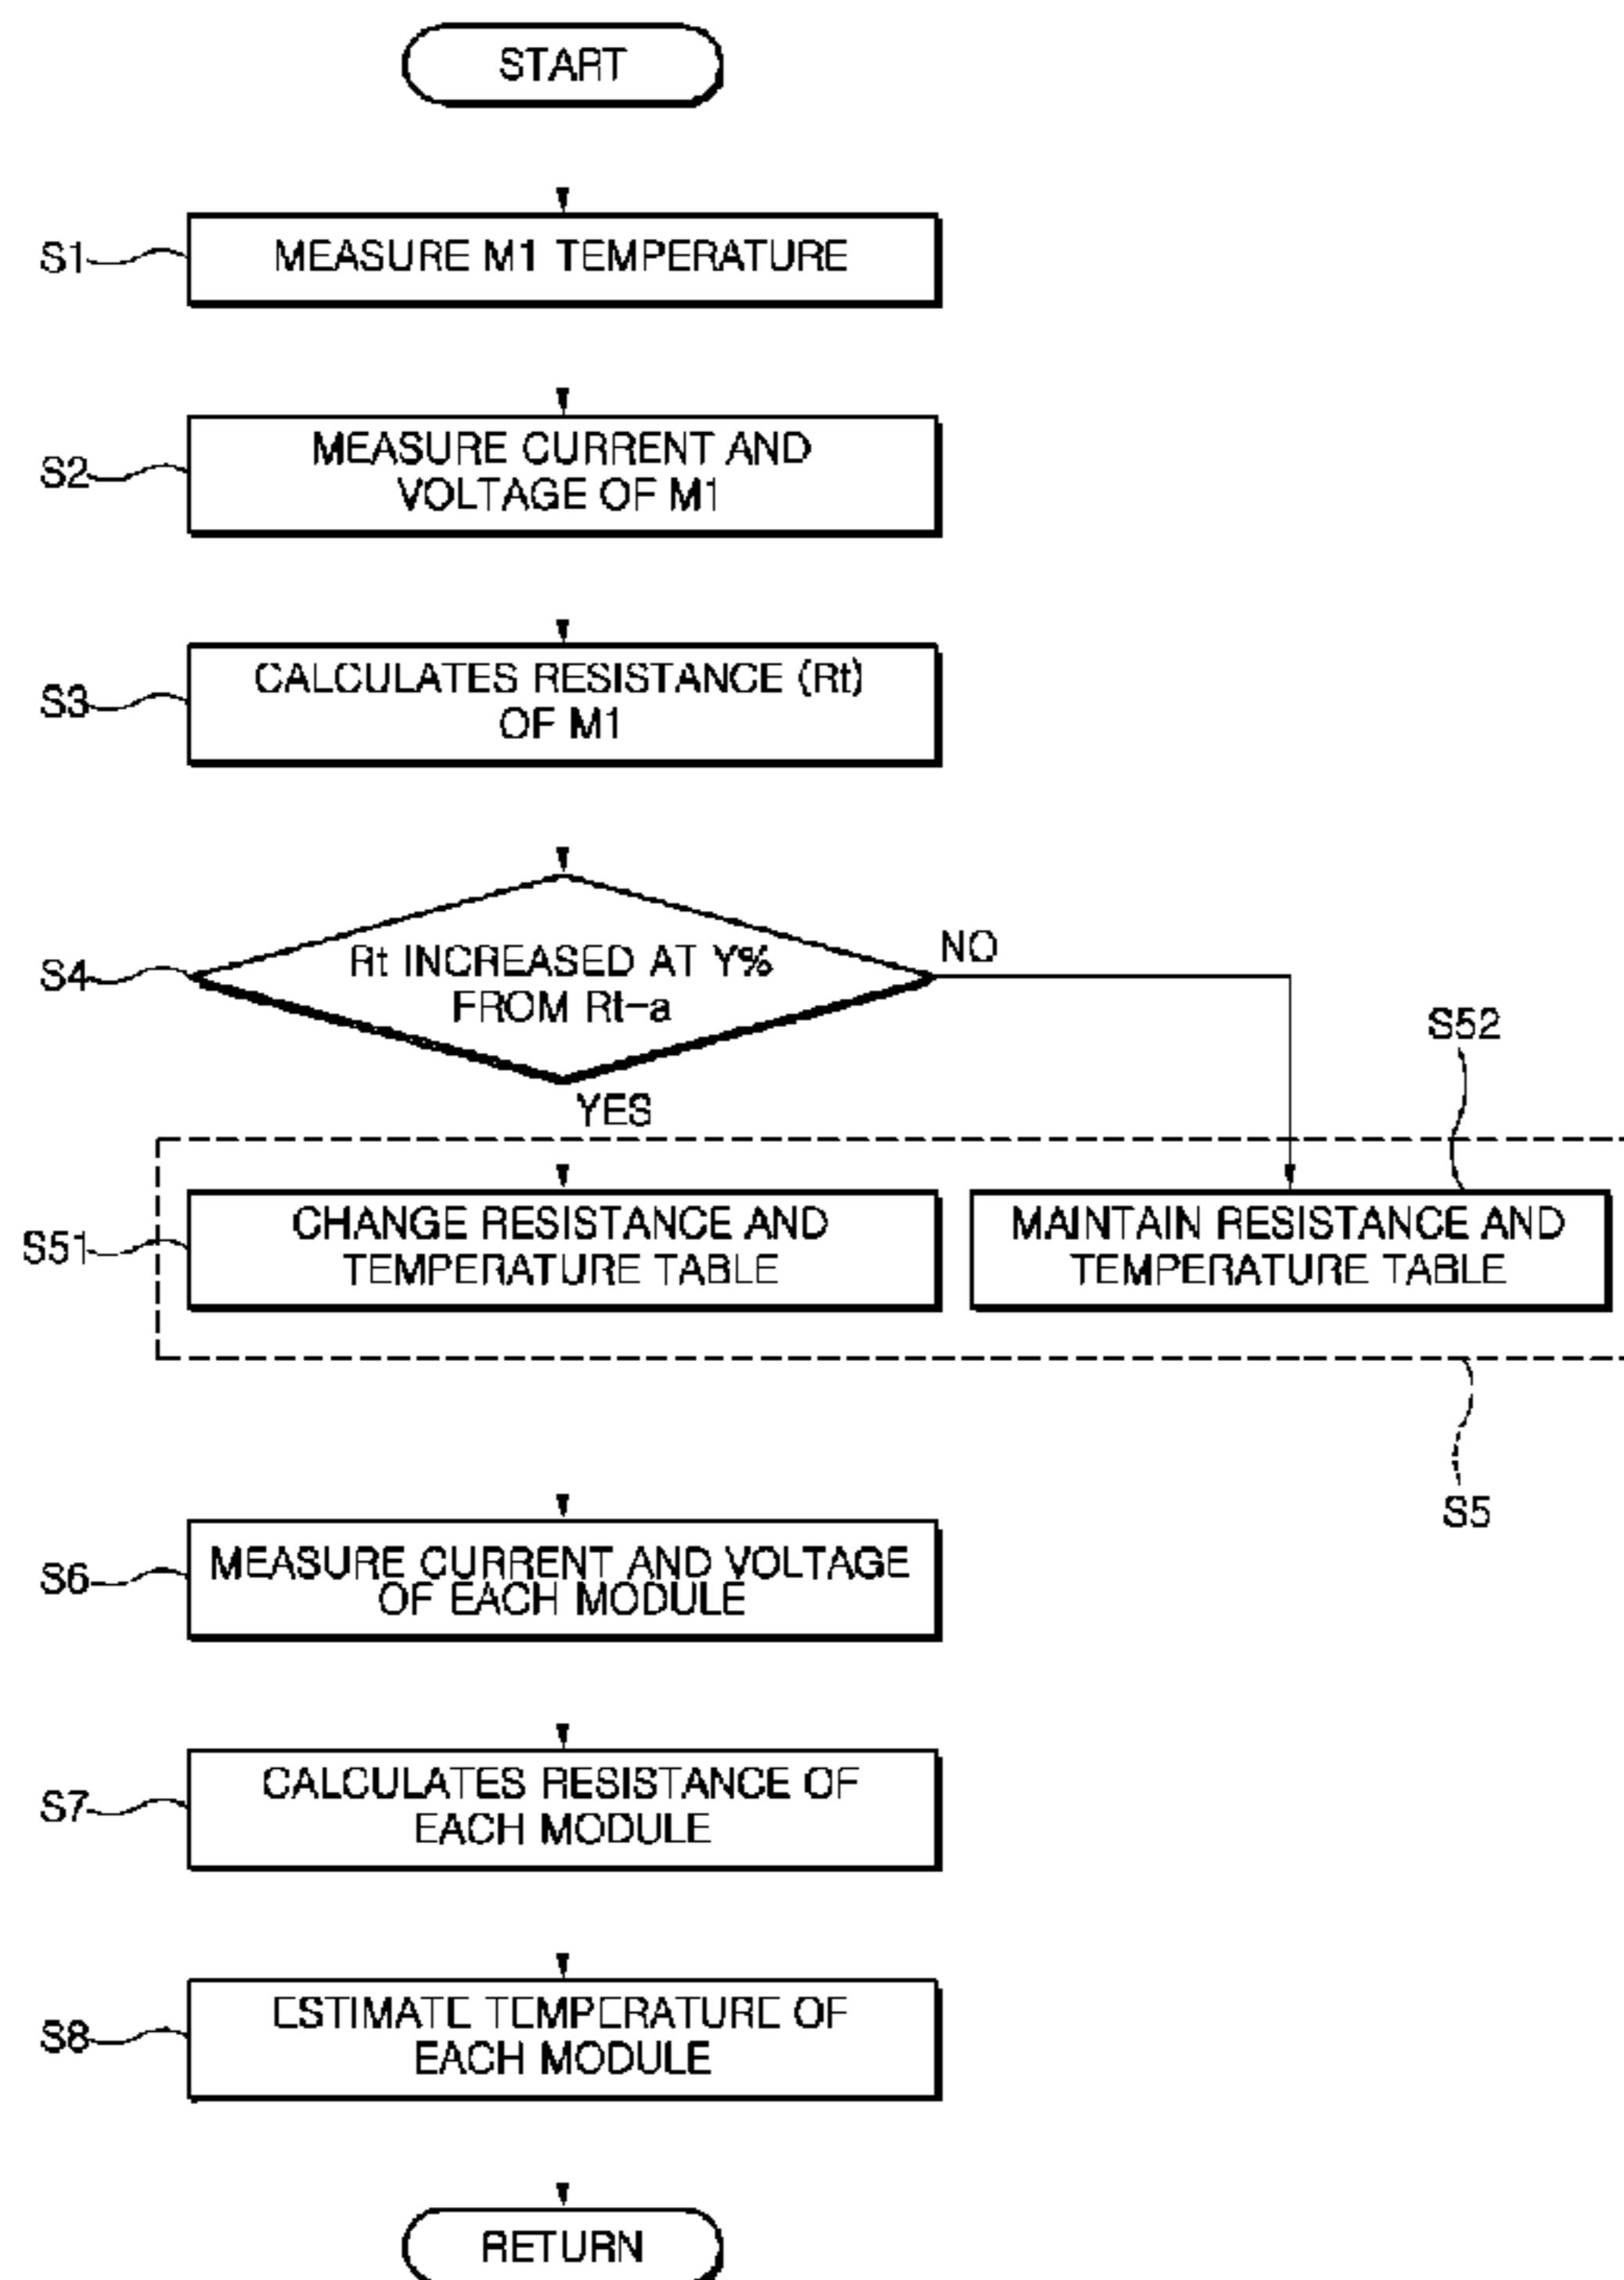 START
S1
MEASURE M1 TEMPERATURE
S2
MEASURE CURRENT AND
VOLTAGE OF M1
S3
CALCULATES RESISTANCE (Rt)
OF M1
S4
Rt INCREASED AT Y%
FROM Rt-a
NO
YES
S52
S51
CHANGE RESISTANCE AND
TEMPERATURE TABLE
MAINTAIN RESISTANCE AND
TEMPERATURE TABLE
S5
S6
MEASURE CURRENT AND VOLTAGE
OF EACH MODULE
S7
CALCULATES RESISTANCE OF
EACH MODULE
S8
ESTIMATE TEMPERATURE OF
EACH MODULE
RETURN